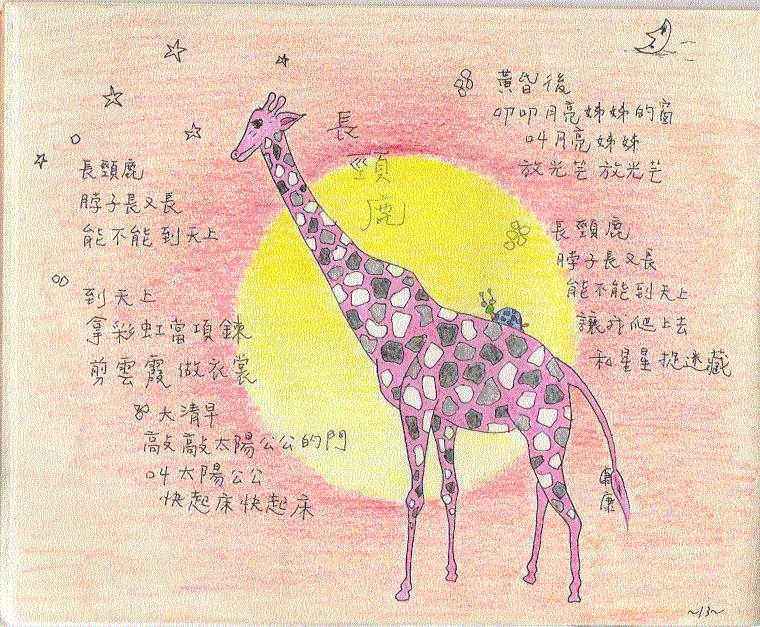 長
頸
鹿
長頸鹿
脖子長又長
能不能到天上
到天上
拿彩虹當項鍊
剪雲霞做衣裳
大清早
敲敲太陽公公的門
叫太陽公公
快起床快起床
黃昏後
叩叩月亮姊姊的窗
叫月亮姊姊
放光芒放光芒
長頸鹿
脖子長又長
能不能到天上
讓我爬上去
和星星捉迷藏
康
~13~